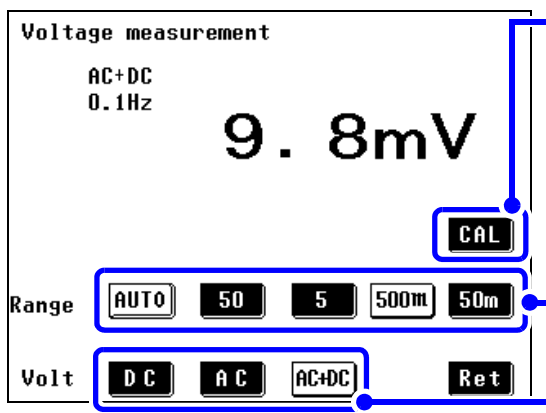 Voltage measurement
AC+DC
0.1Hz
9. 8mV
CAL
Range AUTO 50 5 500m 50m
Volt DC AC AC+DC Ret